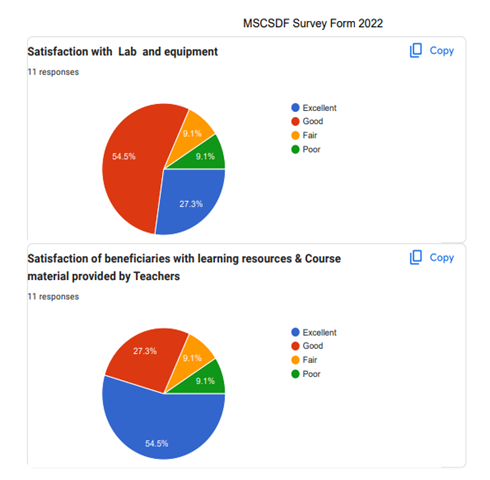 MSCSDF Survey Form 2022
Satisfaction with Lab and equipment
Copy
11 responses
54.5%
9.1%
9.1%
27.3%
Excellent
Good
Fair
Poor
Satisfaction of beneficiaries with learning resources & Course
material provided by Teachers
Copy
11 responses
27.3%
9.1%
9.1%
54.5%
Excellent
Good
Fair
Poor